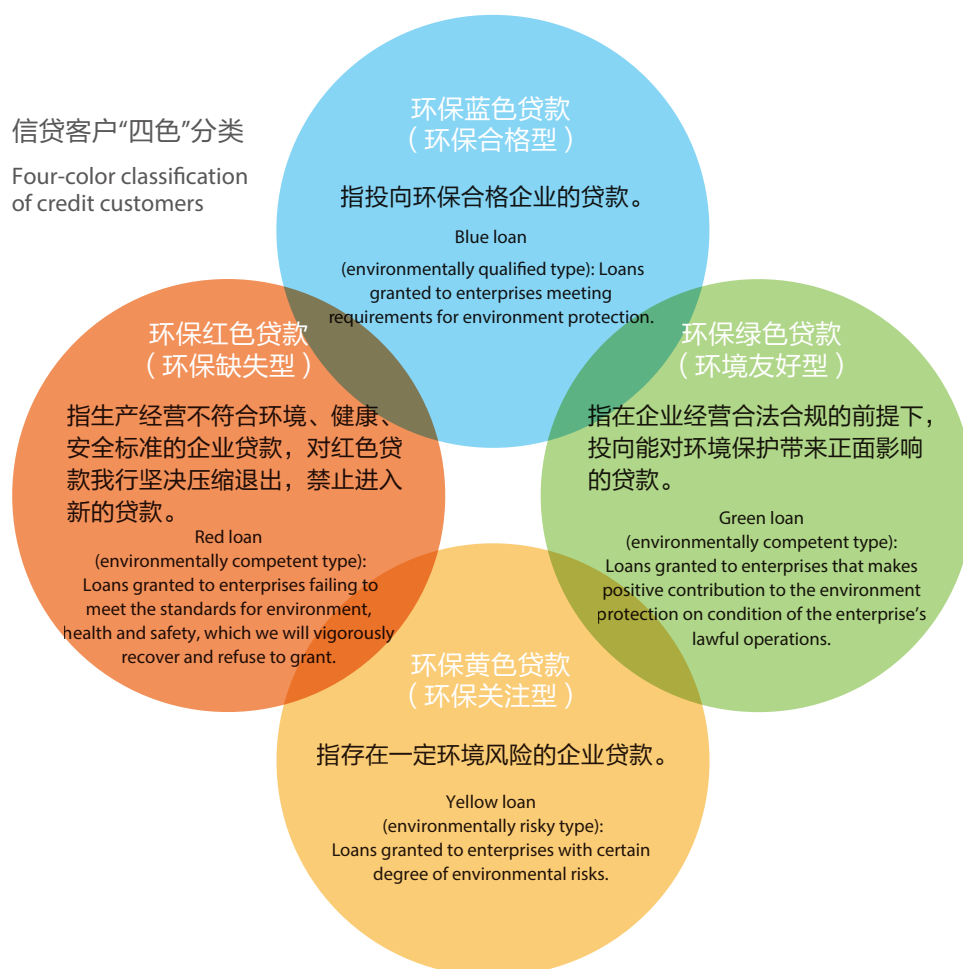 信贷客户“四色”分类
Four-color classification
of credit customers
环保蓝色贷款
（环保合格型）
指投向环保合格企业的贷款。
Blue loan
(environmentally qualified type): Loans
granted to enterprises meeting
requirements for environment protection.
环保红色贷款
（环保缺失型）
指生产经营不符合环境、健康、
安全标准的企业贷款，对红色贷
款我行坚决压缩退出，禁止进入
新的贷款。
Red loan
(environmentally competent type):
Loans granted to enterprises failing to
meet the standards for environment,
health and safety, which we will vigorously
recover and refuse to grant.
环保绿色贷款
（环境友好型）
指在企业经营合法合规的前提下，
投向能对环境保护带来正面影响
的贷款。
Green loan
(environmentally competent type):
Loans granted to enterprises that makes
positive contribution to the environment
protection on condition of the enterprise’s
lawful operations.
环保黄色贷款
（环保关注型）
指存在一定环境风险的企业贷款。
Yellow loan
(environmentally risky type):
Loans granted to enterprises with certain
degree of environmental risks.